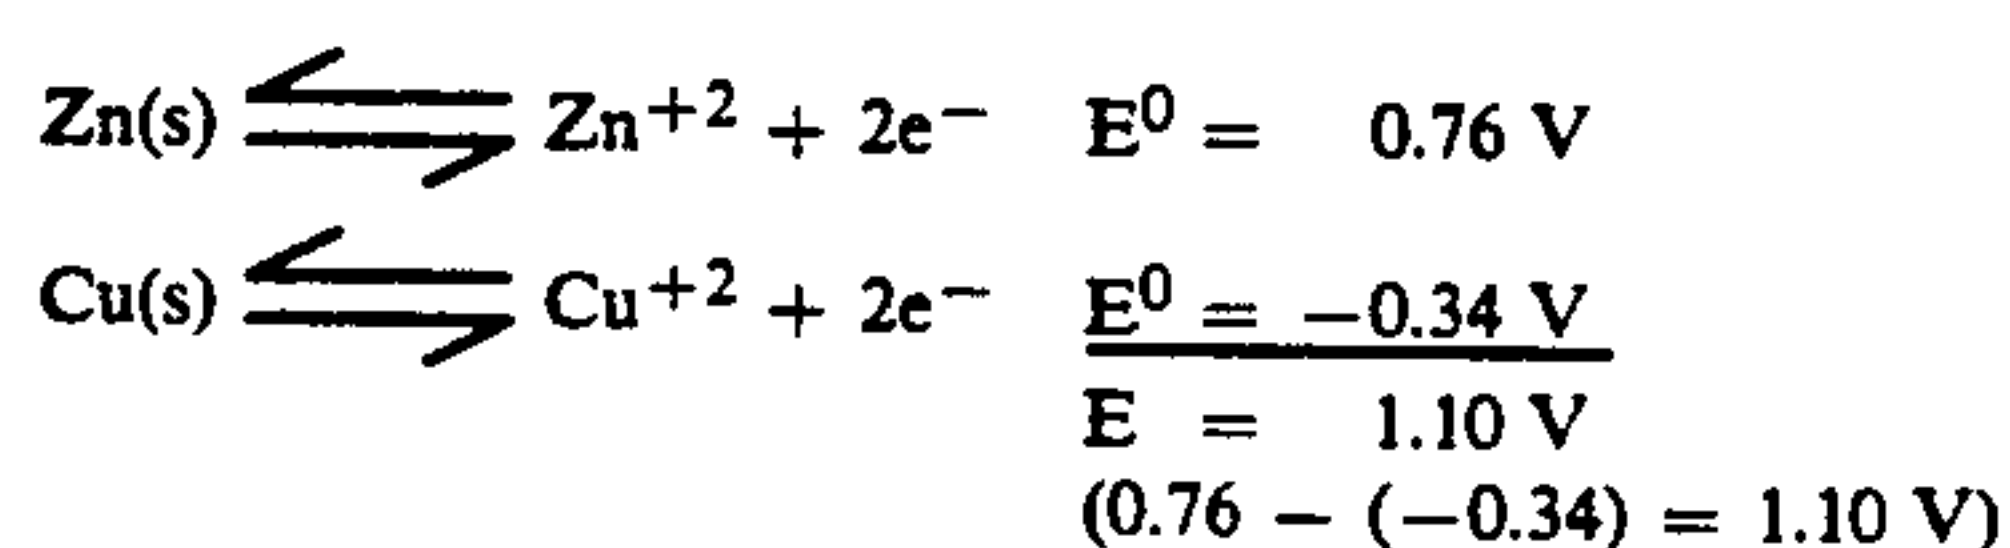 Zn(s) ⇌ Zn⁺² + 2e⁻ E⁰ = 0.76 V
Cu(s) ⇌ Cu⁺² + 2e⁻ E⁰ = −0.34 V
E = 1.10 V
(0.76 − (−0.34) = 1.10 V)